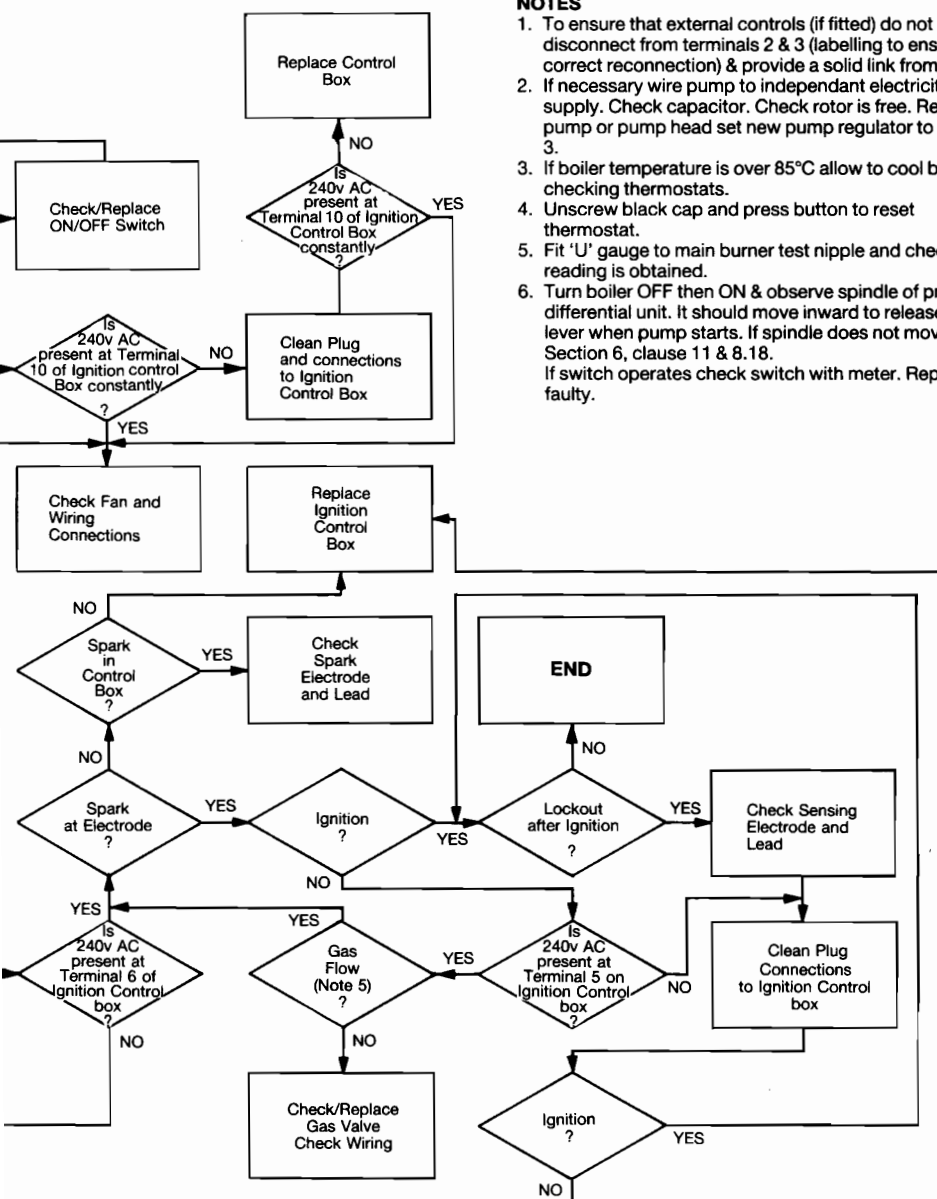 NOTES
1. To ensure that external controls (if fitted) do not
disconnect from terminals 2 & 3 (labelling to ens
correct reconnection) & provide a solid link from
2. If necessary wire pump to independant electrici
supply. Check capacitor. Check rotor is free. Re
pump or pump head set new pump regulator to
3.
3. If boiler temperature is over 85°C allow to cool b
checking thermostats.
4. Unscrew black cap and press button to reset
thermostat.
5. Fit 'U' gauge to main burner test nipple and che
reading is obtained.
6. Turn boiler OFF then ON & observe spindle of pr
differential unit. It should move inward to release
lever when pump starts. If spindle does not mov
Section 6, clause 11 & 8.18.
If switch operates check switch with meter. Rep
faulty.
Replace Control
Box
NO
Is
240v AC
present at
Terminal 10 of Ignition
Control Box
constantly
?
YES
Check/Replace
ON/OFF Switch
Is
240v AC
present at Terminal
10 of Ignition control
Box constantly
?
NO
YES
Clean Plug
and connections
to Ignition
Control Box
Check Fan and
Wiring
Connections
Replace
Ignition
Control
Box
NO
Spark
in
Control
Box
?
YES
Check
Spark
Electrode
and Lead
END
NO
NO
Spark
at Electrode
?
YES
Ignition
?
YES
Lockout
after Ignition
?
YES
Check Sensing
Electrode and
Lead
NO
YES
Is
240v AC
present at
Terminal 6 of
Ignition Control
box
?
NO
YES
Gas
Flow
(Note 5)
?
YES
NO
Is
240v AC
present at
Terminal 5 on
Ignition Control
box
?
NO
Clean Plug
Connections
to Ignition Control
box
Check/Replace
Gas Valve
Check Wiring
Ignition
?
YES
NO